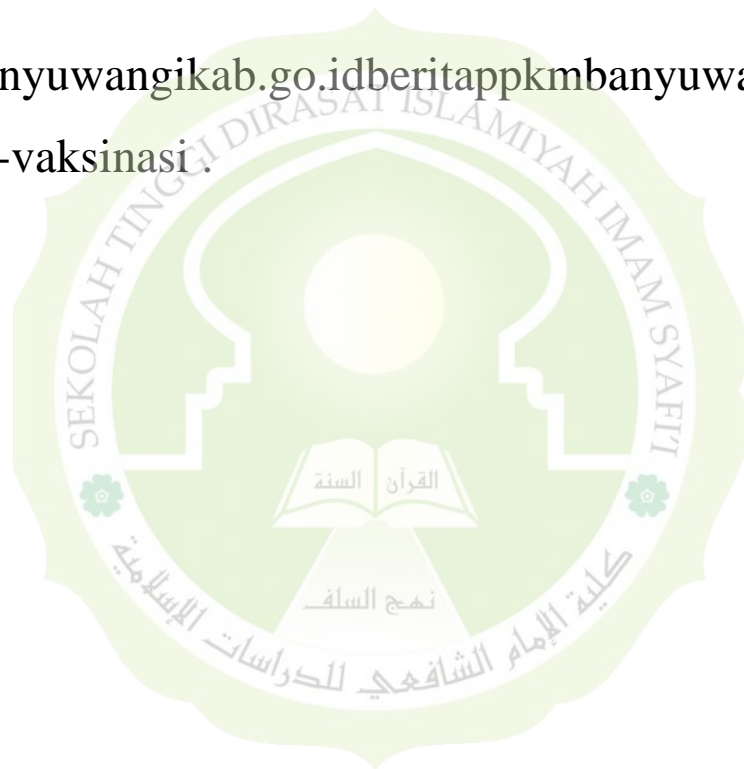 nyuwangikab.go.idberitappkmbanyuwa
-vaksinasi .
SEKOLAH TINGGI DIRASAT ISLAMIYAH IMAM SYAFI'I
القرآن السنة
نهج السلف
كلية الإمام الشافعي للدراسات الإسلامية